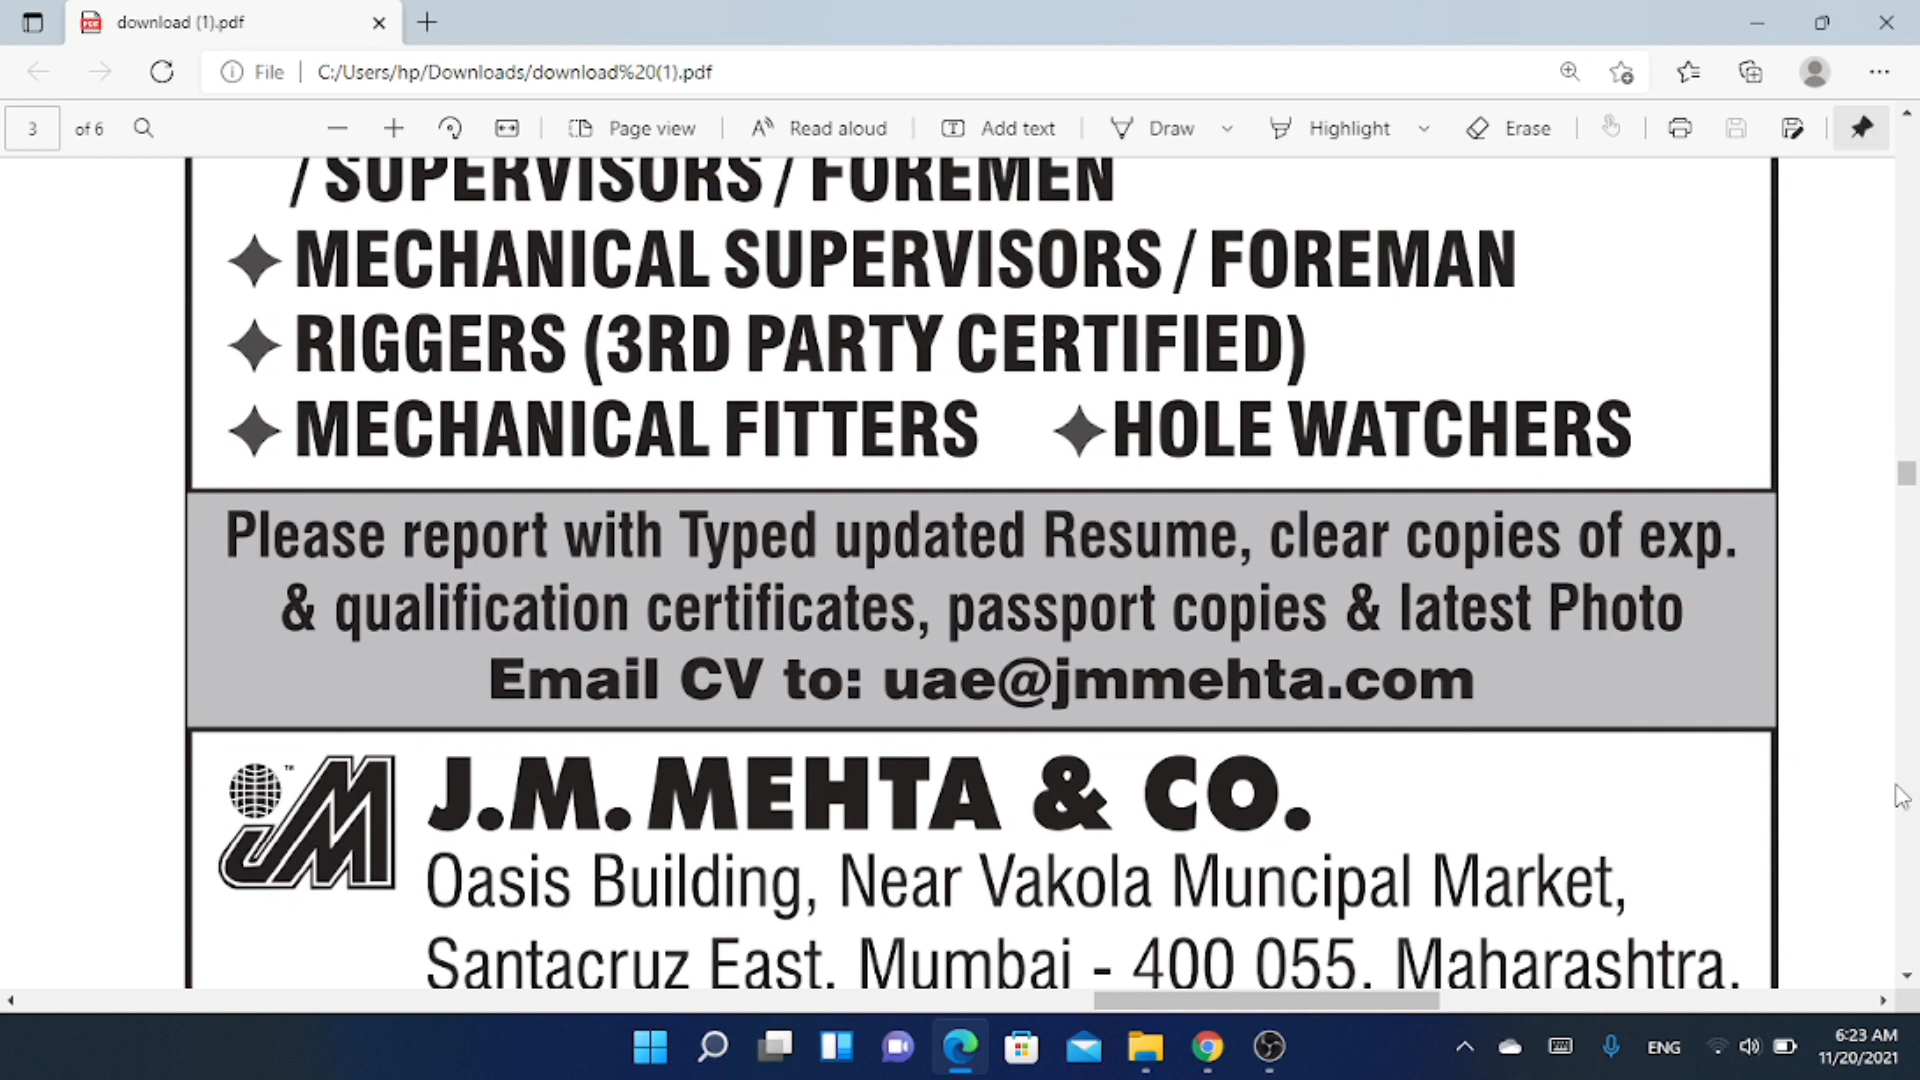 download (1).pdf
File
C:/Users/hp/Downloads/download%20(1).pdf
3 of 6
Page view
Read aloud
Add text
Draw
Highlight
Erase
/ SUPERVISORS / FOREMEN
MECHANICAL SUPERVISORS / FOREMAN
RIGGERS (3RD PARTY CERTIFIED)
MECHANICAL FITTERS
HOLE WATCHERS
Please report with Typed updated Resume, clear copies of exp.
& qualification certificates, passport copies & latest Photo
Email CV to: uae@jmmehta.com
JM
TM
J.M. MEHTA & CO.
Oasis Building, Near Vakola Muncipal Market,
Santacruz East, Mumbai - 400 055, Maharashtra.
ENG
6:23 AM
11/20/2021